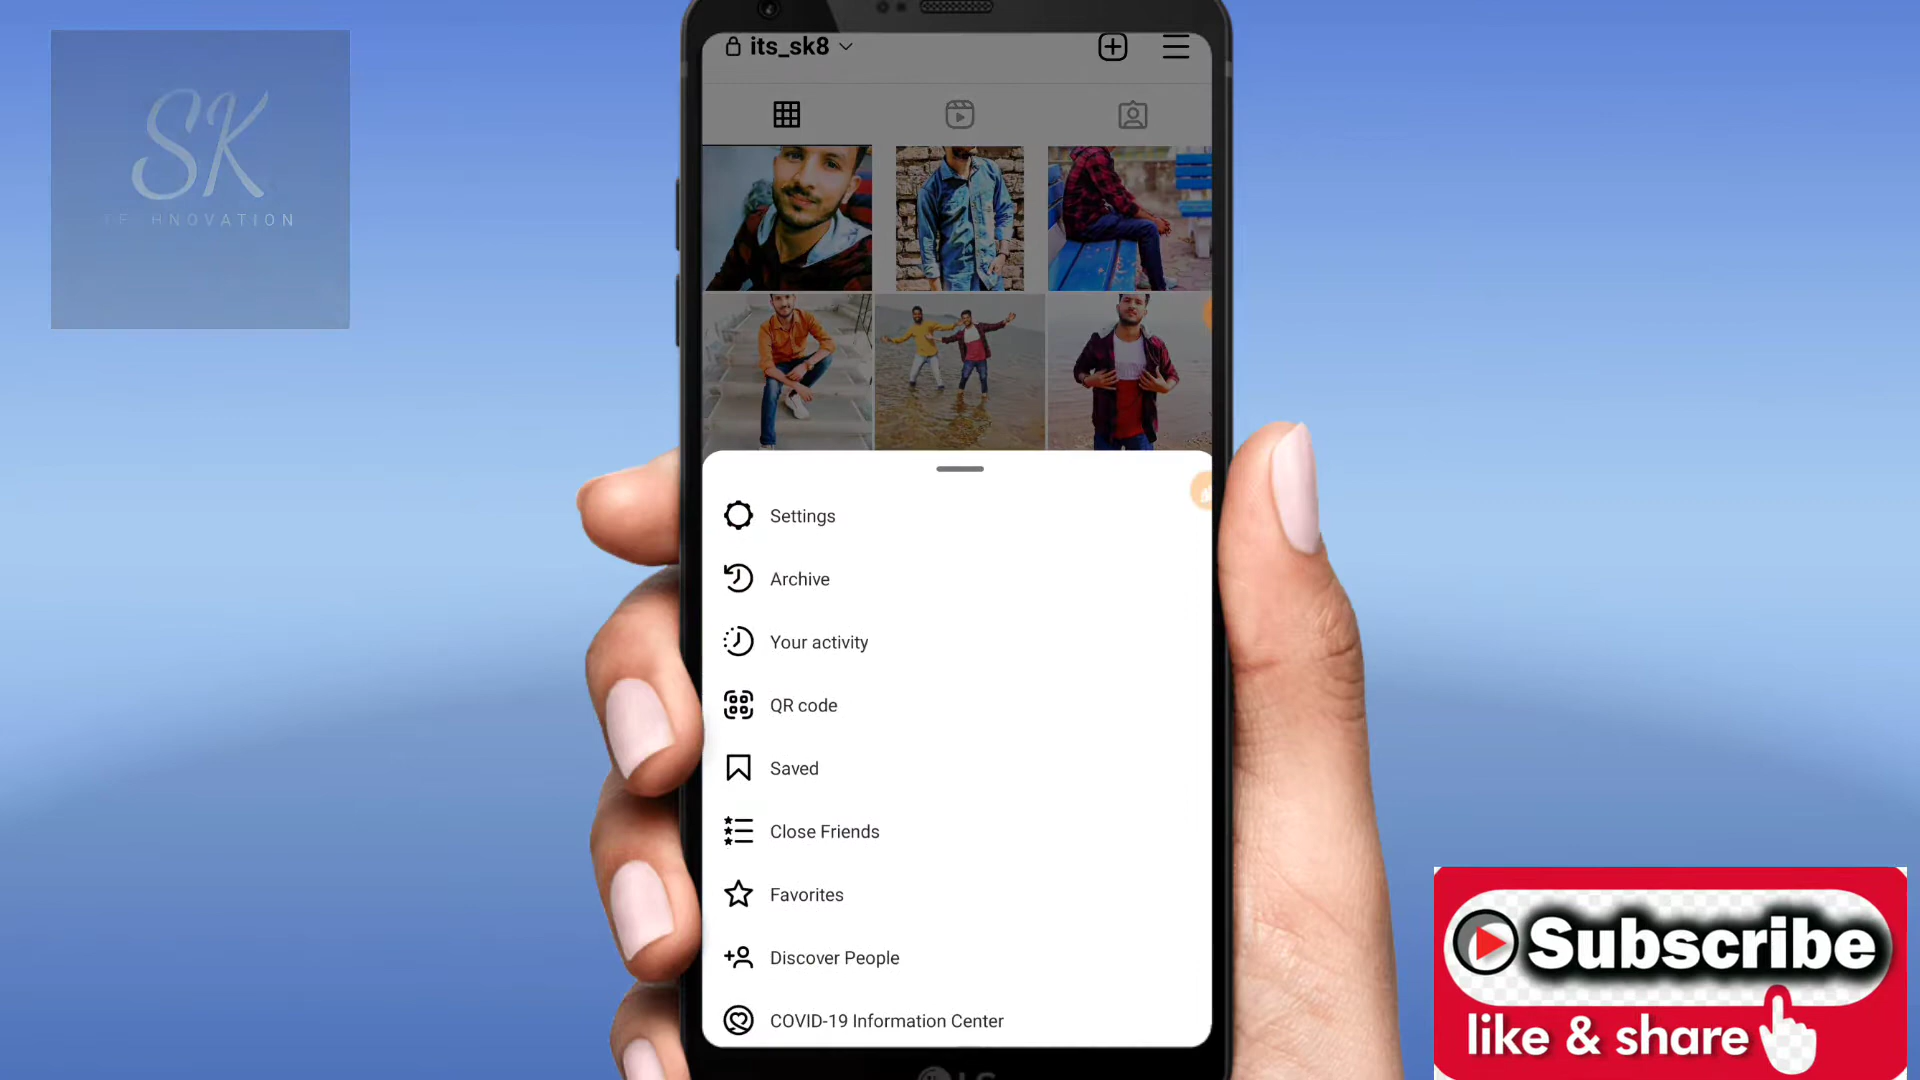 SK
TECHNOVATION
its_sk8
Settings
Archive
Your activity
QR code
Saved
Close Friends
Favorites
Discover People
COVID-19 Information Center
LG
Subscribe
like & share